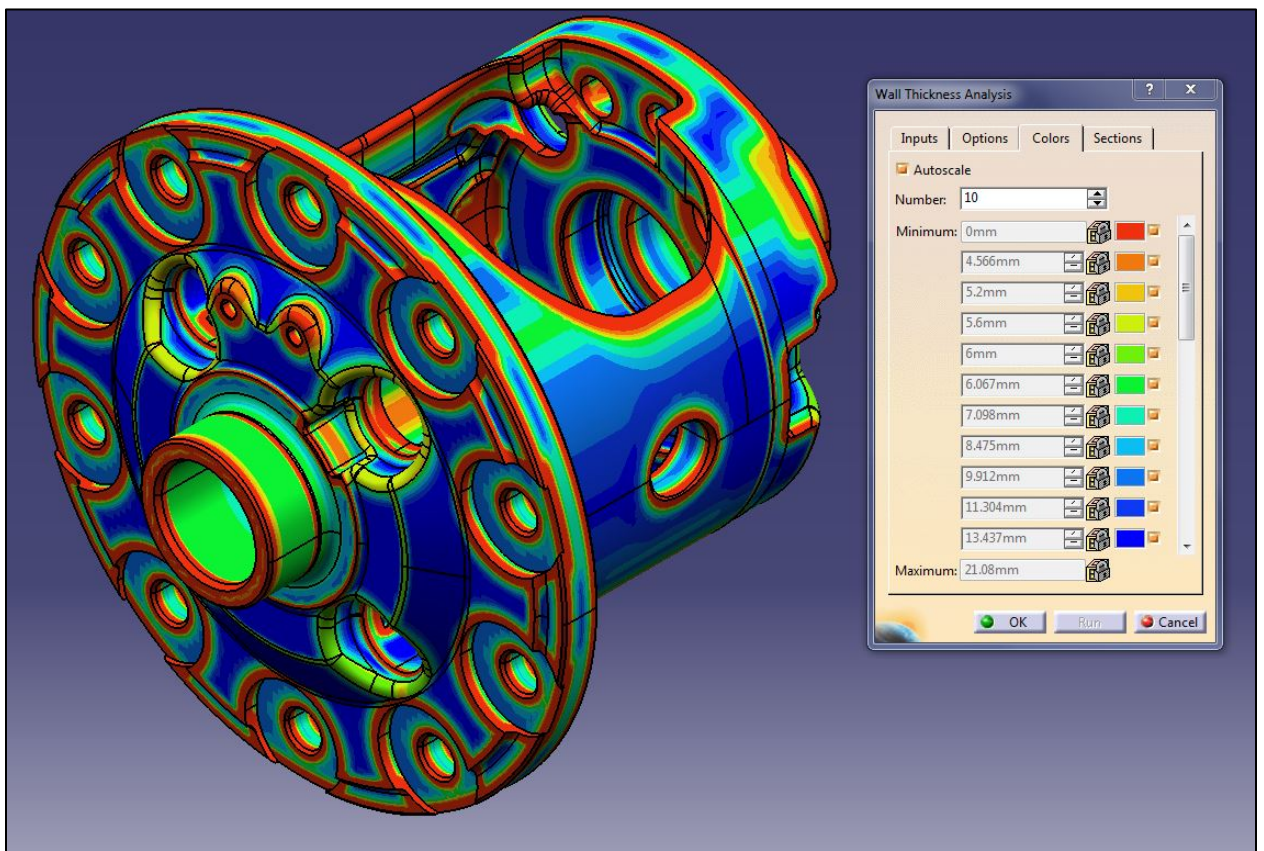 Wall Thickness Analysis ? X
Inputs Options Colors Sections
Autoscale
Number: 10
Minimum: 0mm
4.566mm
5.2mm
5.6mm
6mm
6.067mm
7.098mm
8.475mm
9.912mm
11.304mm
13.437mm
Maximum: 21.08mm
OK Run Cancel